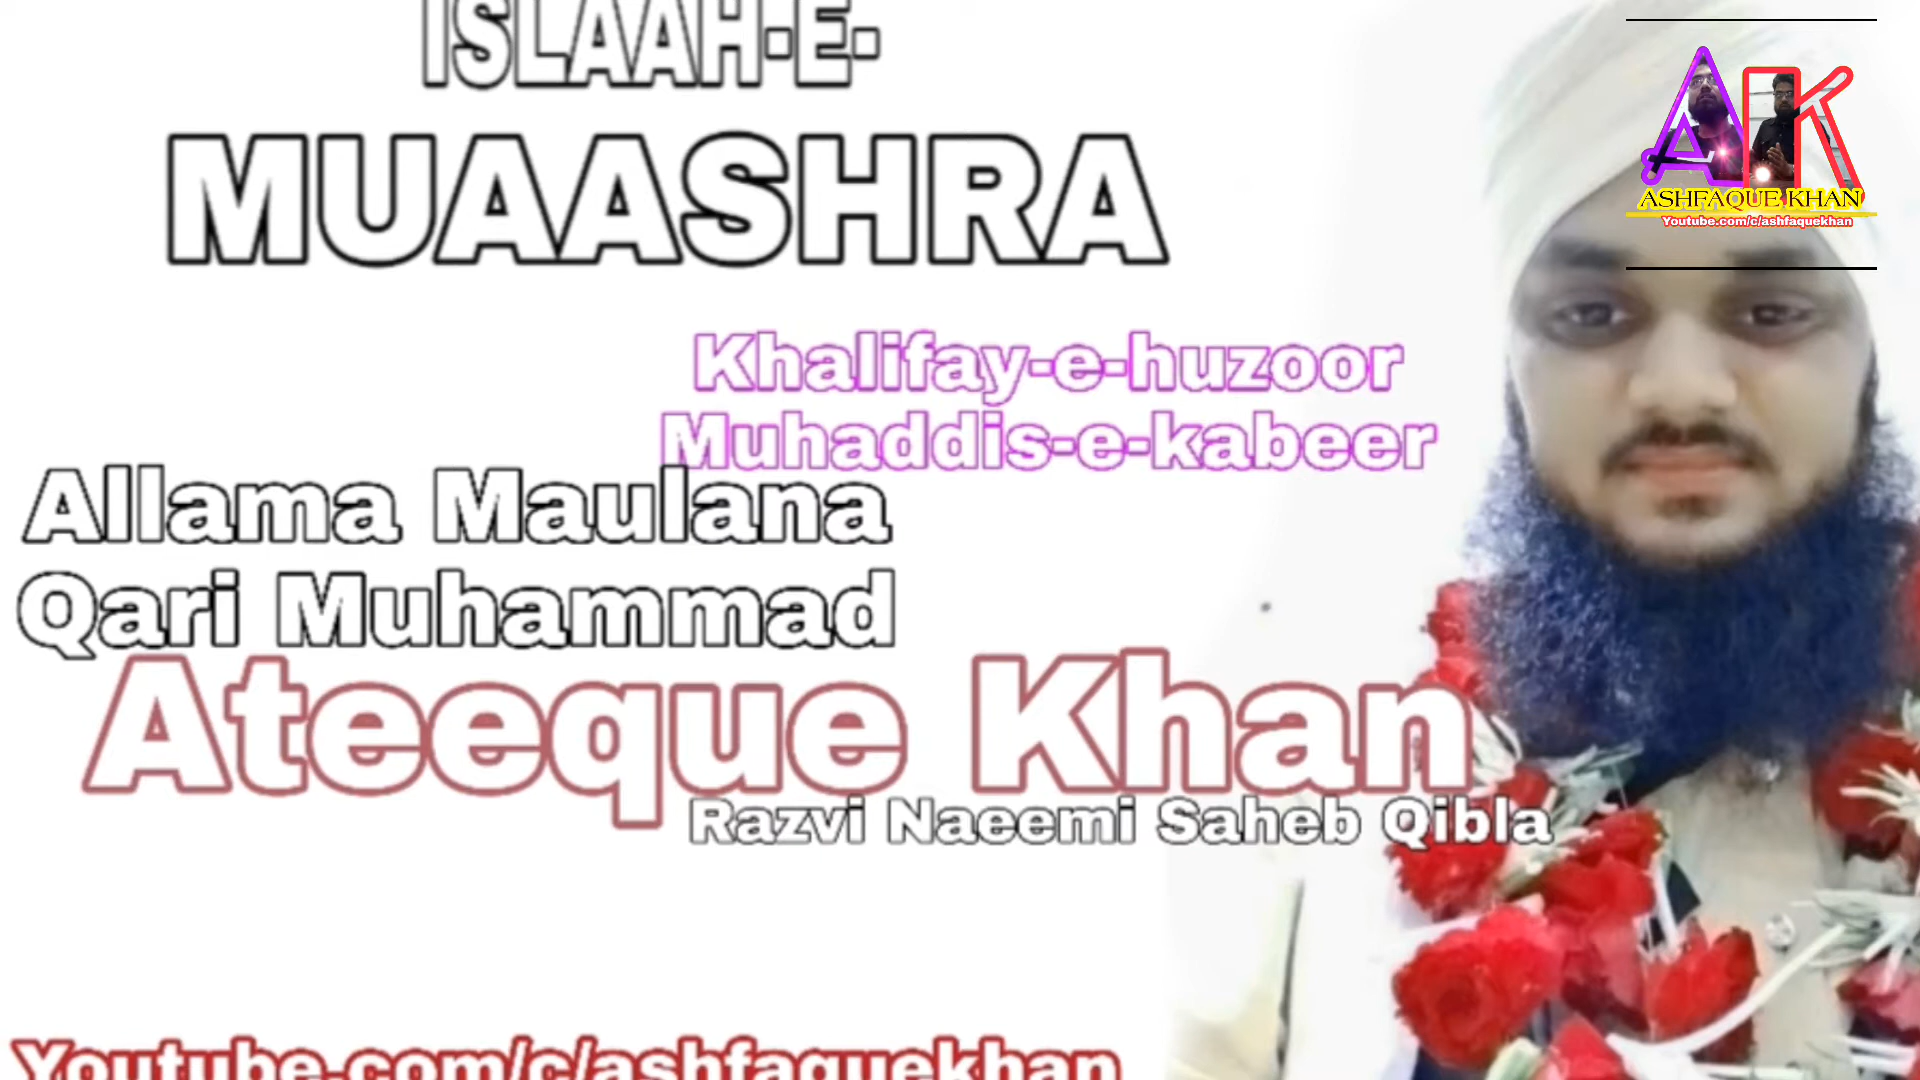 ISLAAH-E-
MUAASHRA
Khalifay-e-huzoor
Muhaddis-e-kabeer
Allama Maulana
Qari Muhammad
Ateeque Khan
Razvi Naeemi Saheb Qibla
Youtube.com/c/ashfaquekhan
AK
ASHFAQUE KHAN
Youtube.com/c/ashfaquekhan